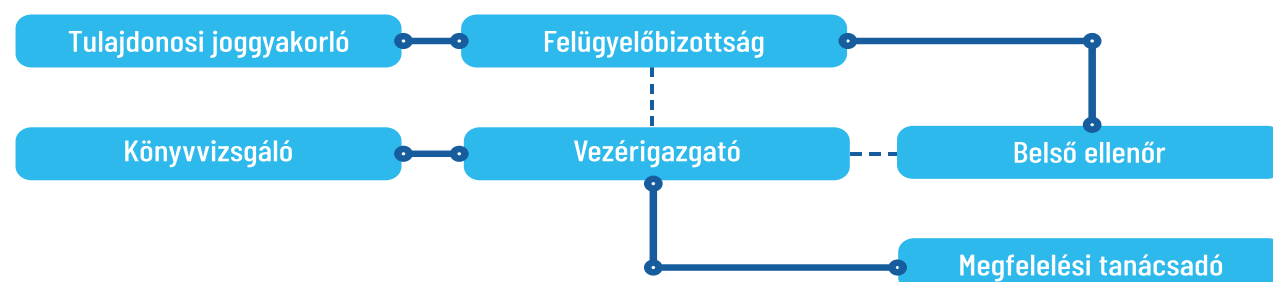 Tulajdonosi joggyakorló
Felügyelőbizottság
Könyvvizsgáló
Vezérigazgató
Belső ellenőr
Megfelelési tanácsadó